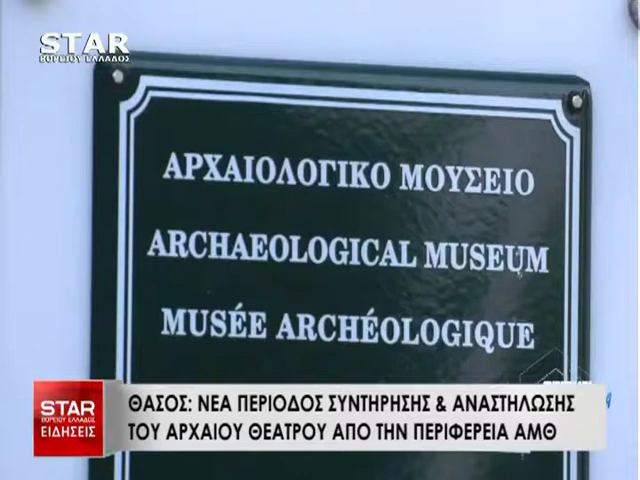 STAR
ΒΟΡΕΙΟΥ ΕΛΛΑΔΟΣ
ΑΡΧΑΙΟΛΟΓΙΚΟ ΜΟΥΣΕΙΟ
ARCHAEOLOGICAL MUSEUM
MUSÉE ARCHÉOLOGIQUE
STAR
ΒΟΡΕΙΟΥ ΕΛΛΑΔΟΣ
ΕΙΔΗΣΕΙΣ
ΘΑΣΟΣ: ΝΕΑ ΠΕΡΙΟΔΟΣ ΣΥΝΤΗΡΗΣΗΣ & ΑΝΑΣΤΗΛΩΣΗΣ
ΤΟΥ ΑΡΧΑΙΟΥ ΘΕΑΤΡΟΥ ΑΠΟ ΤΗΝ ΠΕΡΙΦΕΡΕΙΑ ΑΜΘ